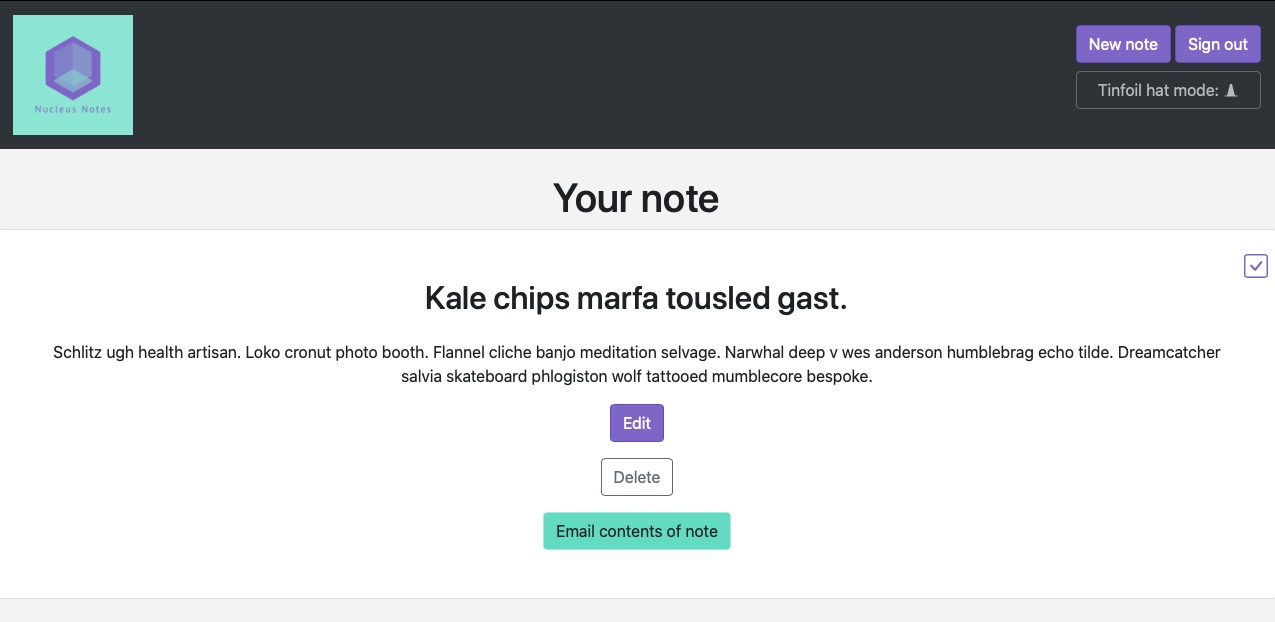 Nucleus Notes
New note
Sign out
Tinfoil hat mode:
Your note
Kale chips marfa tousled gast.
Schlitz ugh health artisan. Loko cronut photo booth. Flannel cliche banjo meditation selvage. Narwhal deep v wes anderson humblebrag echo tilde. Dreamcatcher
salvia skateboard phlogiston wolf tattooed mumblecore bespoke.
Edit
Delete
Email contents of note